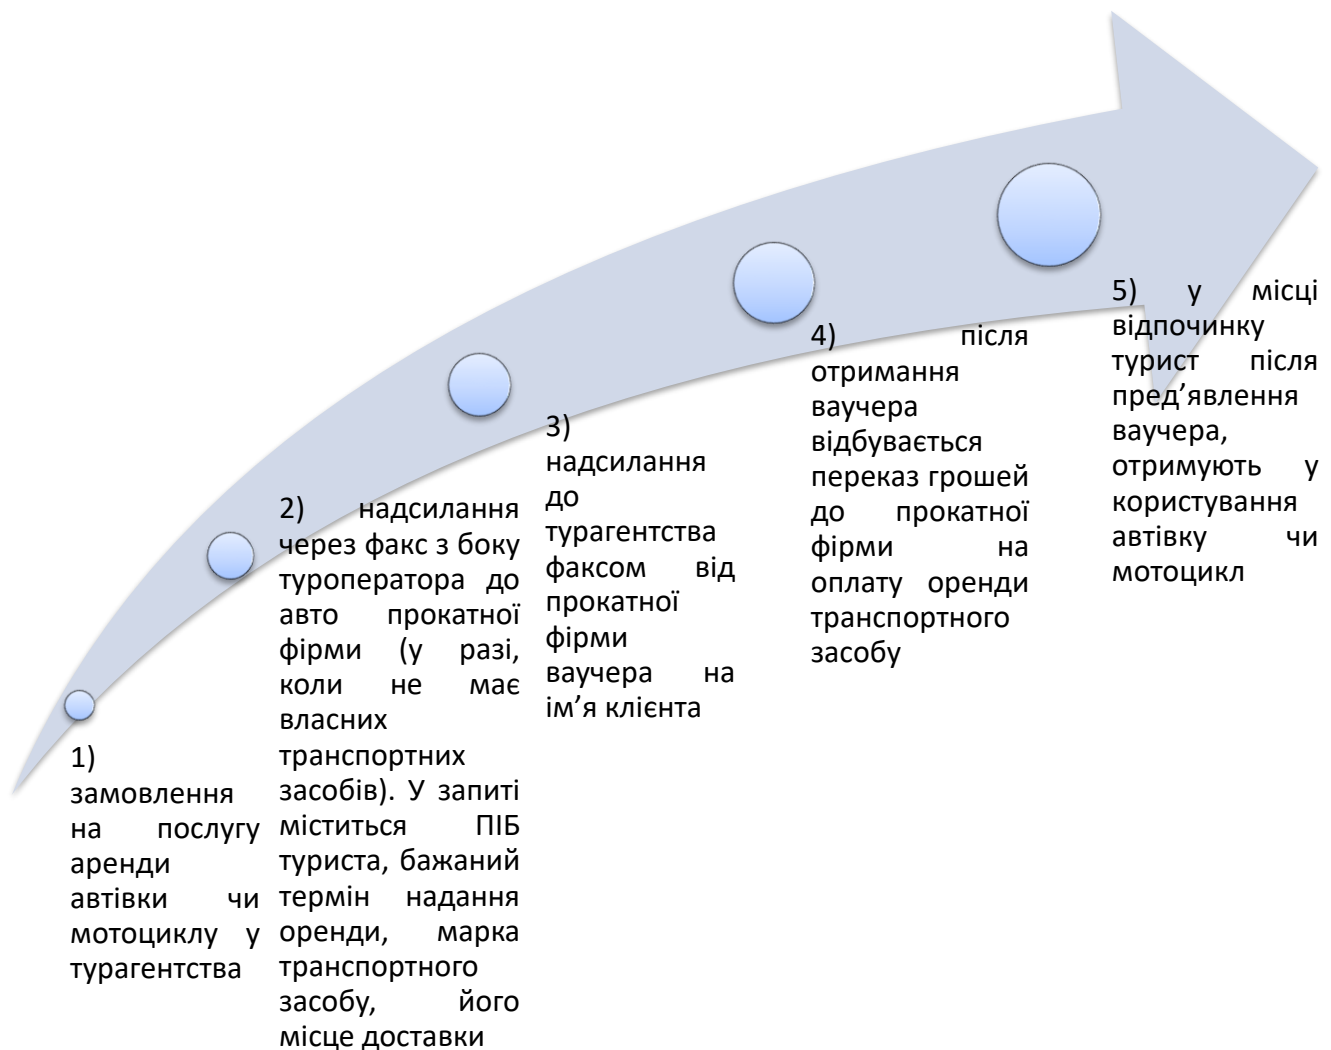 1)
замовлення
на послугу
аренди
автівки чи
мотоциклу у
турагентства
2) надсилання
через факс з боку
туроператора до
авто прокатної
фірми (у разі,
коли не має
власних
транспортних
засобів). У запиті
міститься ПІБ
туриста, бажаний
термін надання
оренди, марка
транспортного
засобу, його
місце доставки
3)
надсилання
до
турагентства
факсом від
прокатної
фірми
ваучера на
ім’я клієнта
4) після
отримання
ваучера
відбувається
переказ грошей
до прокатної
фірми на
оплату оренди
транспортного
засобу
5) у місці
відпочинку
турист після
пред’явлення
ваучера,
отримують у
користування
автівку чи
мотоцикл